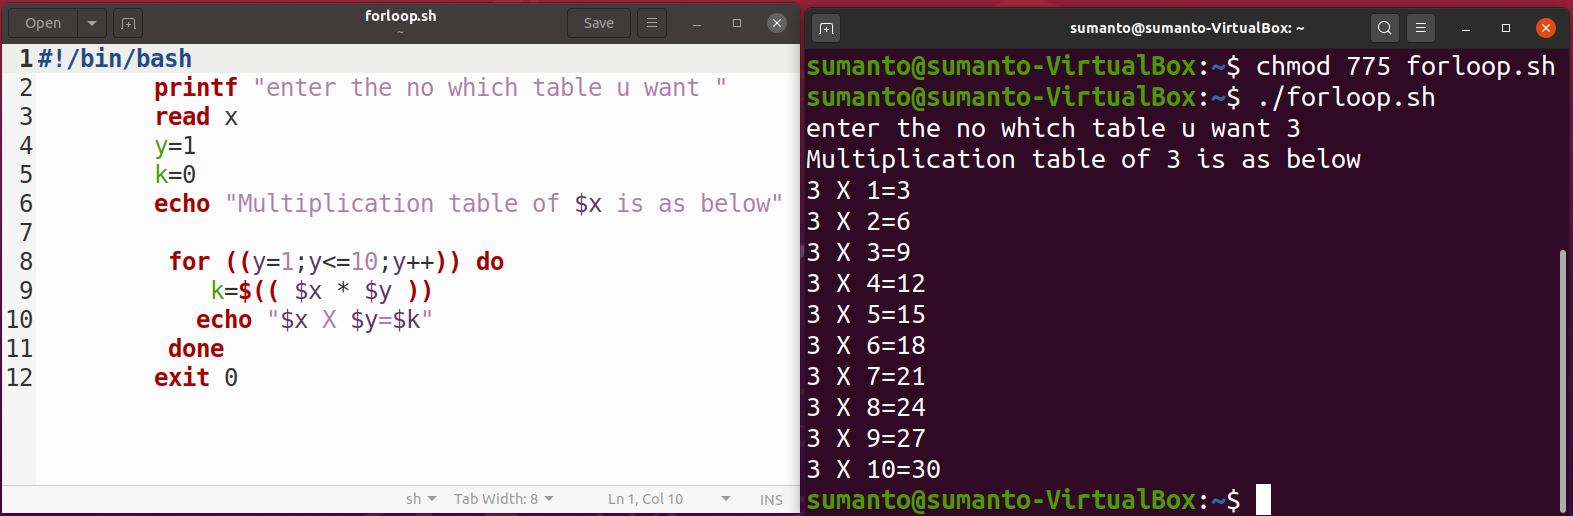 Open
forloop.sh
~
Save
1 #!/bin/bash
2 printf "enter the no which table u want "
3 read x
4 y=1
5 k=0
6 echo "Multiplication table of $x is as below"
7
8 for ((y=1;y<=10;y++)) do
9 k=$(( $x * $y ))
10 echo "$x X $y=$k"
11 done
12 exit 0
sh Tab Width: 8 Ln 1, Col 10 INS
sumanto@sumanto-VirtualBox: ~
sumanto@sumanto-VirtualBox:~$ chmod 775 forloop.sh
sumanto@sumanto-VirtualBox:~$ ./forloop.sh
enter the no which table u want 3
Multiplication table of 3 is as below
3 X 1=3
3 X 2=6
3 X 3=9
3 X 4=12
3 X 5=15
3 X 6=18
3 X 7=21
3 X 8=24
3 X 9=27
3 X 10=30
sumanto@sumanto-VirtualBox:~$